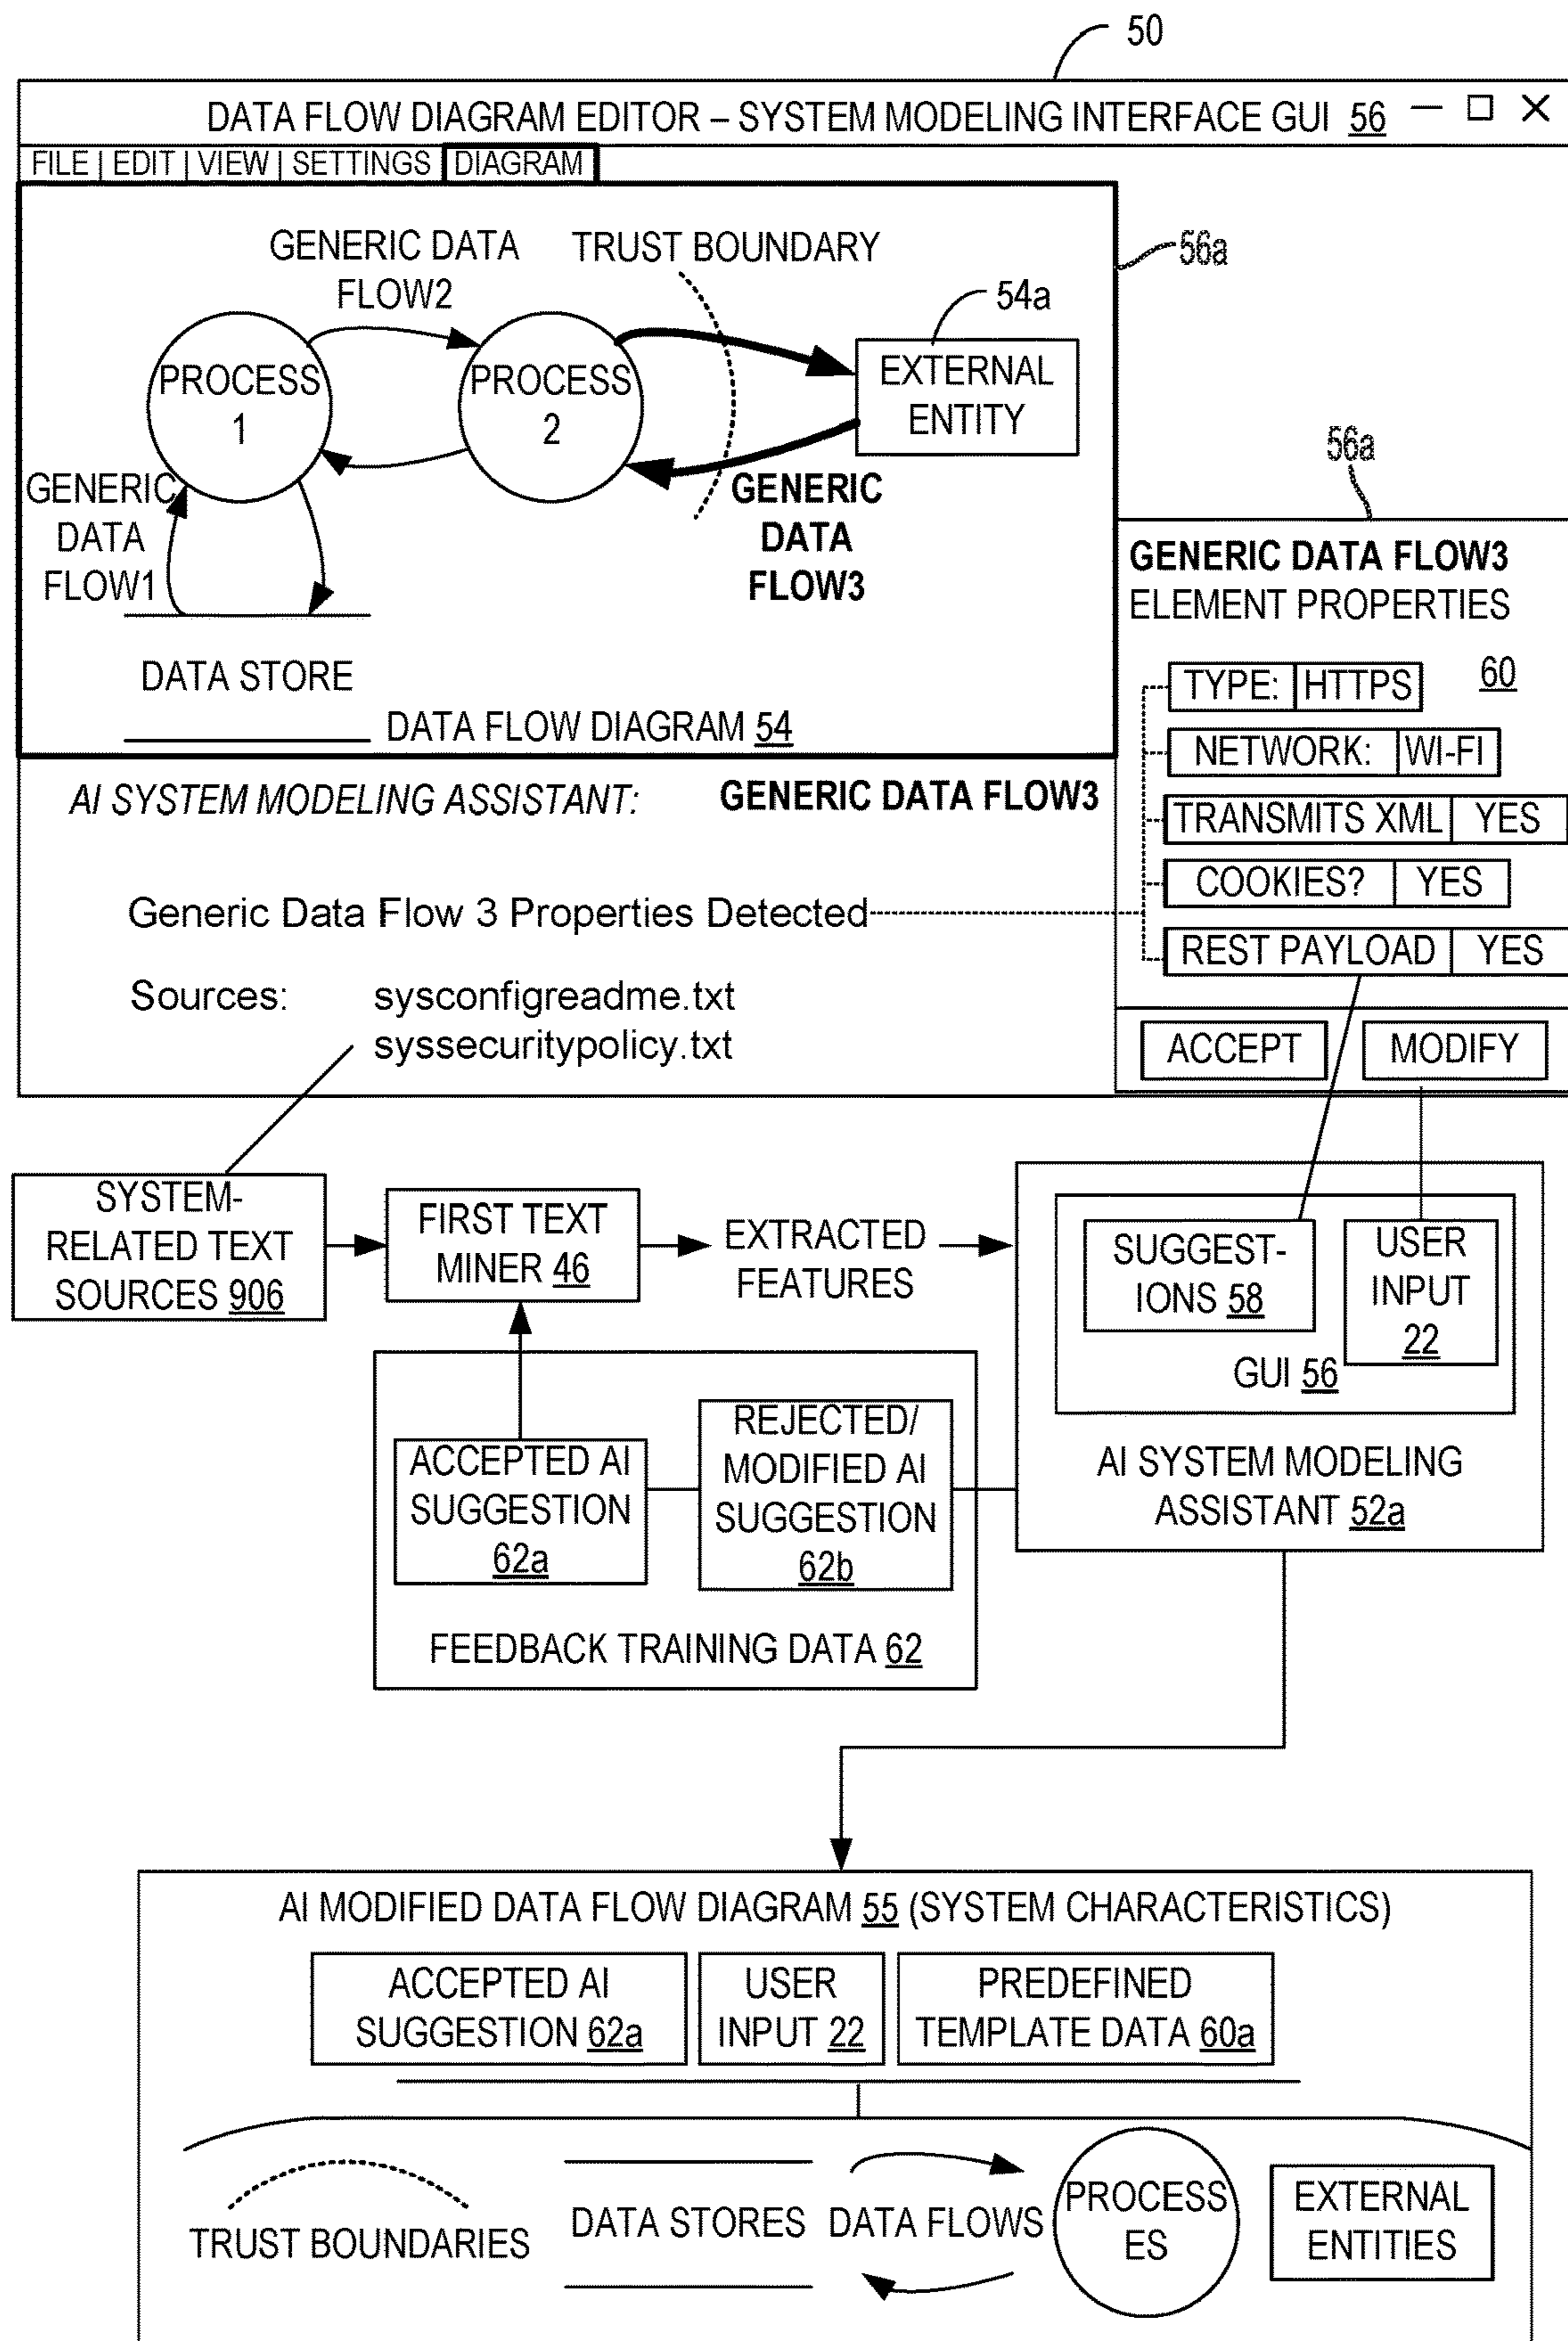 50
DATA FLOW DIAGRAM EDITOR – SYSTEM MODELING INTERFACE GUI 56
FILE | EDIT | VIEW | SETTINGS DIAGRAM
GENERIC DATA
FLOW2
TRUST BOUNDARY
56a
54a
PROCESS
1
PROCESS
2
EXTERNAL
ENTITY
GENERIC
DATA
FLOW1
GENERIC
DATA
FLOW3
DATA STORE
DATA FLOW DIAGRAM 54
56a
GENERIC DATA FLOW3
ELEMENT PROPERTIES
60
TYPE: HTTPS
NETWORK: WI-FI
TRANSMITS XML YES
COOKIES? YES
REST PAYLOAD YES
ACCEPT MODIFY
AI SYSTEM MODELING ASSISTANT: GENERIC DATA FLOW3
Generic Data Flow 3 Properties Detected
Sources: sysconfigreadme.txt
syssecuritypolicy.txt
SYSTEM-
RELATED TEXT
SOURCES 906
FIRST TEXT
MINER 46
EXTRACTED
FEATURES
SUGGEST-
IONS 58
USER
INPUT
22
GUI 56
AI SYSTEM MODELING
ASSISTANT 52a
ACCEPTED AI
SUGGESTION
62a
REJECTED/
MODIFIED AI
SUGGESTION
62b
FEEDBACK TRAINING DATA 62
AI MODIFIED DATA FLOW DIAGRAM 55 (SYSTEM CHARACTERISTICS)
ACCEPTED AI
SUGGESTION 62a
USER
INPUT 22
PREDEFINED
TEMPLATE DATA 60a
TRUST BOUNDARIES
DATA STORES
DATA FLOWS
PROCESS
ES
EXTERNAL
ENTITIES